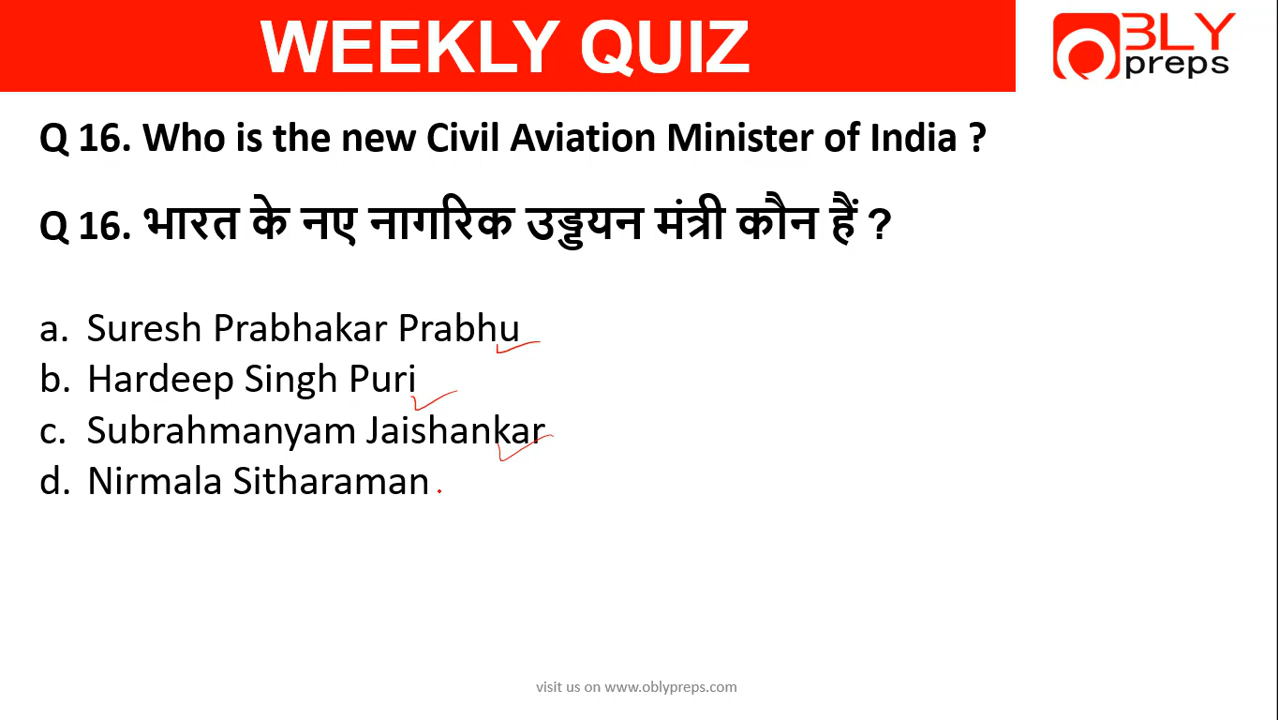 WEEKLY QUIZ
OBLY
preps
Q 16. Who is the new Civil Aviation Minister of India ?
Q 16. भारत के नए नागरिक उड्डयन मंत्री कौन हैं ?
a. Suresh Prabhakar Prabhu
b. Hardeep Singh Puri
c. Subrahmanyam Jaishankar
d. Nirmala Sitharaman
visit us on www.oblypreps.com